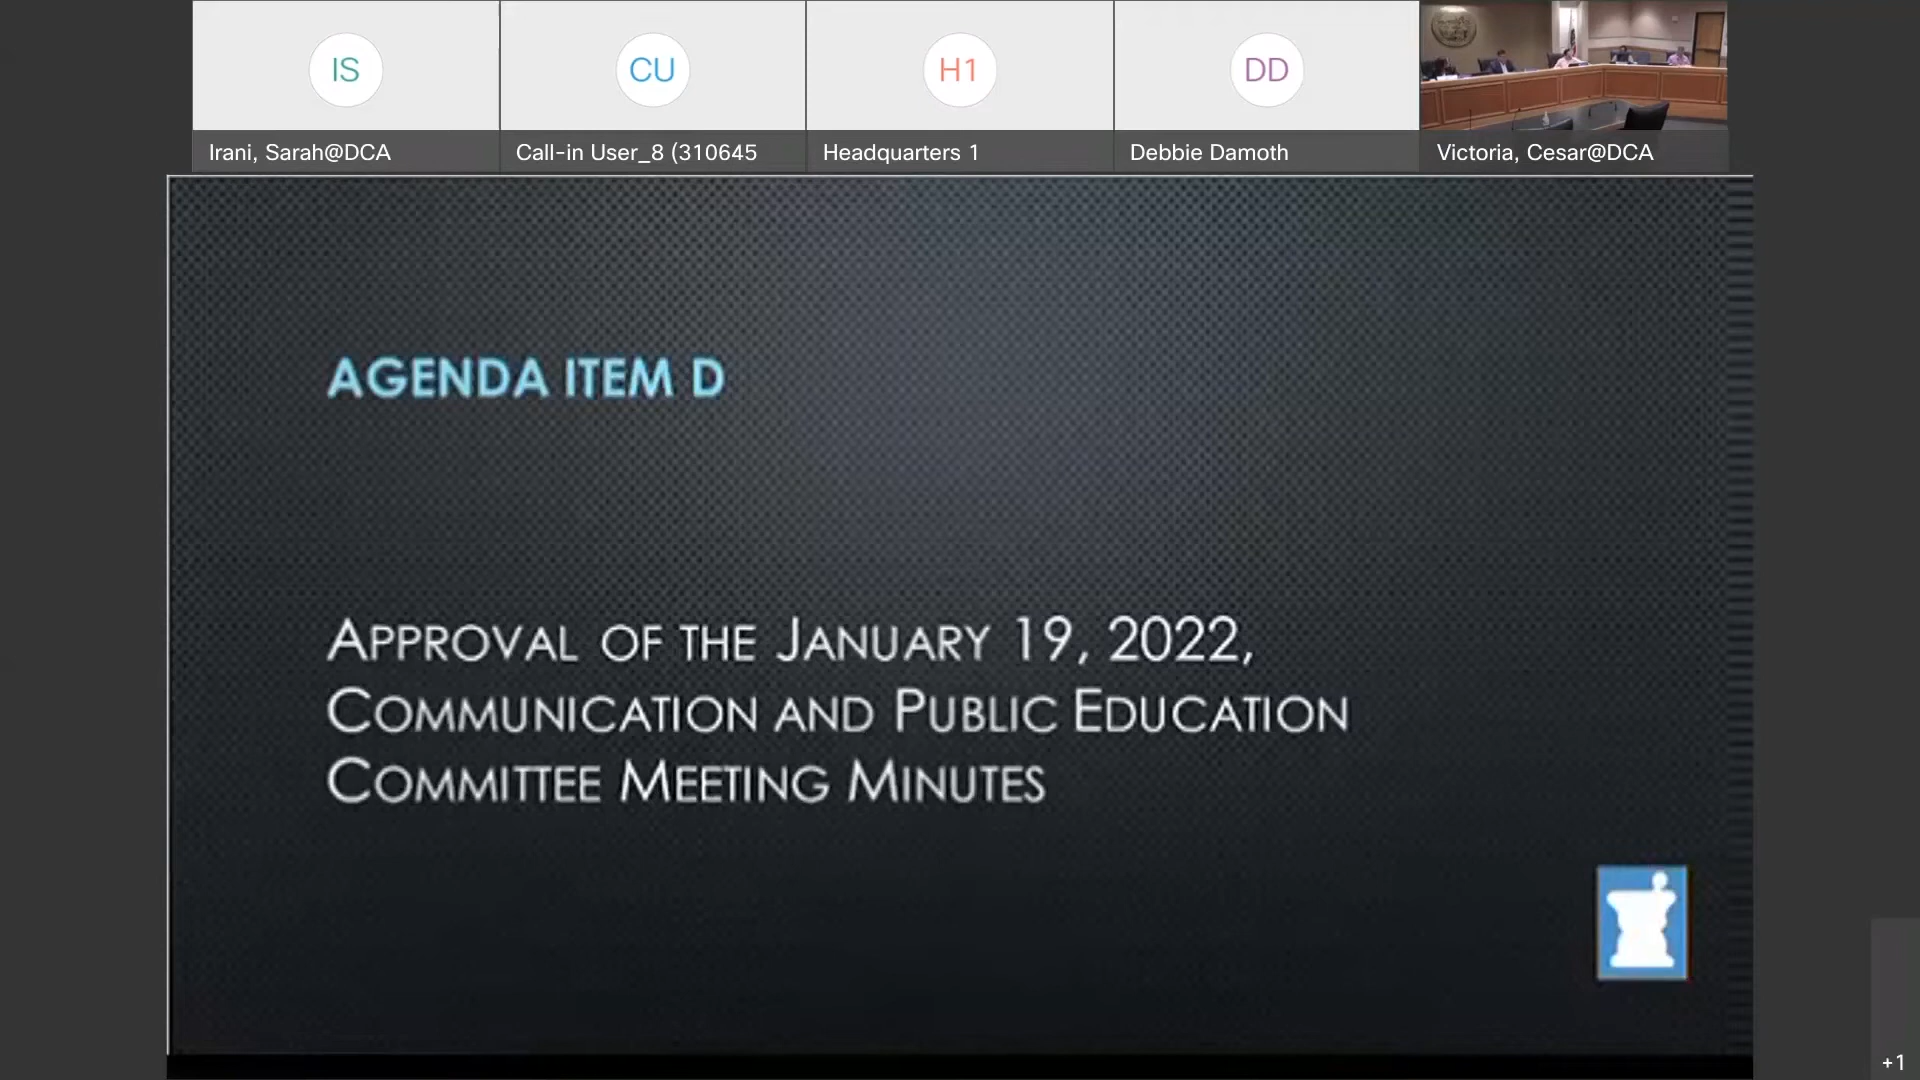 IS
CU
H1
DD
Irani, Sarah@DCA
Call-in User_8 (310645
Headquarters 1
Debbie Damoth
Victoria, Cesar@DCA
AGENDA ITEM D
APPROVAL OF THE JANUARY 19, 2022,
COMMUNICATION AND PUBLIC EDUCATION
COMMITTEE MEETING MINUTES
+1